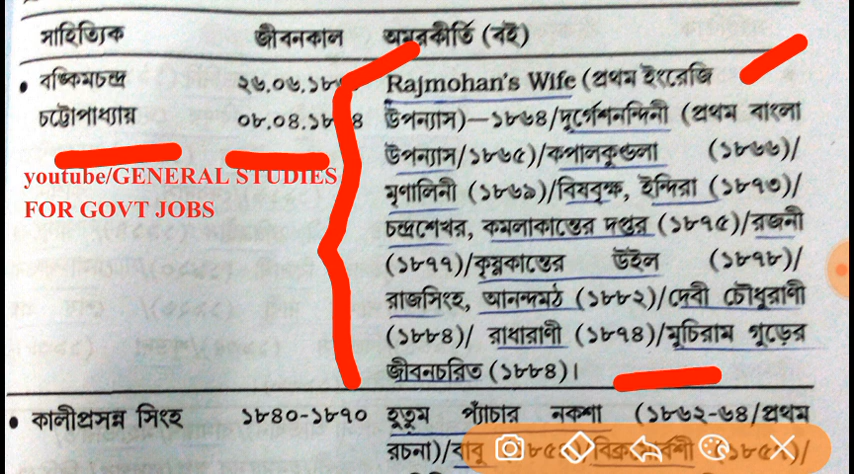 সাহিত্যিক জীবনকাল অমরকীর্তি (বই)
• বঙ্কিমচন্দ্র ২৬.০৬.১৮ Rajmohan's Wife (প্রথম ইংরেজি
চট্টোপাধ্যায় ০৮.০৪.১৮ ৪ উপন্যাস)—১৮৬৪/দুর্গেশনন্দিনী (প্রথম বাংলা
উপন্যাস/১৮৬৫)/কপালকুণ্ডলা (১৮৬৬)/
youtube/GENERAL STUDIES মৃণালিনী (১৮৬৯)/বিষবৃক্ষ, ইন্দিরা (১৮৭৩)/
FOR GOVT JOBS চন্দ্রশেখর, কমলাকান্তের দপ্তর (১৮৭৫)/রজনী
(১৮৭৭)/কৃষ্ণকান্তের উইল (১৮৭৮)/
রাজসিংহ, আনন্দমঠ (১৮৮২)/দেবী চৌধুরাণী
(১৮৮৪)/ রাধারাণী (১৮৭৪)/মুচিরাম গুড়ের
জীবনচরিত (১৮৮৪)।
• কালীপ্রসন্ন সিংহ ১৮৪০-১৮৭০ হুতুম প্যাঁচার নকশা (১৮৬২-৬৪/প্রথম
রচনা)/বাবু